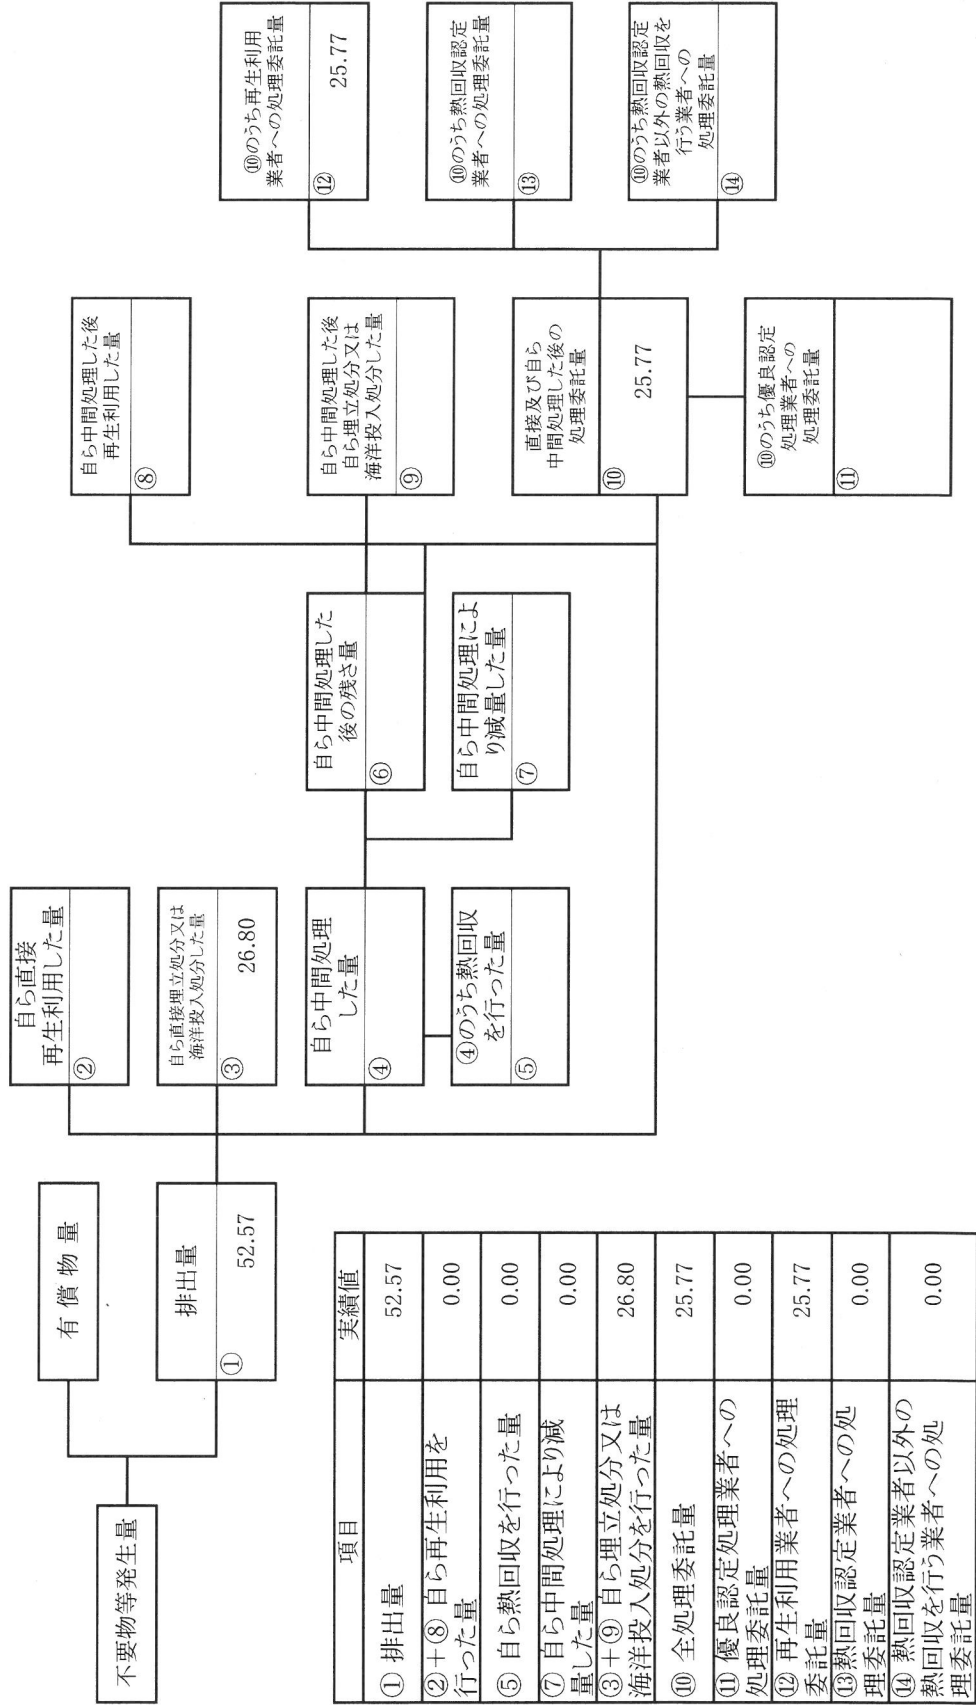 不要物等発生量
有 償 物 量
排出量
①
52.57
自ら直接
再生利用した量
②
自ら直接埋立処分又は
海洋投入処分した量
③
26.80
自ら中間処理
した量
④
④のうち熱回収
を行った量
⑤
自ら中間処理した
後の残さ量
⑥
自ら中間処理によ
り減量した量
⑦
自ら中間処理した後
再生利用した量
⑧
自ら中間処理した後
自ら埋立処分又は
海洋投入処分した量
⑨
直接及び自ら
中間処理した後の
処理委託量
⑩
25.77
⑩のうち優良認定
処理業者への
処理委託量
⑪
⑩のうち再生利用
業者への処理委託量
⑫
25.77
⑩のうち熱回収認定
業者への処理委託量
⑬
⑩のうち熱回収認定
業者以外の熱回収を
行う業者への
処理委託量
⑭
項目 実績値
① 排出量 52.57
②+⑧ 自ら再生利用を
行った量 0.00
⑤ 自ら熱回収を行った量 0.00
⑦ 自ら中間処理により減
量した量 0.00
③+⑨ 自ら埋立処分又は
海洋投入処分を行った量 26.80
⑩ 全処理委託量 25.77
⑪ 優良認定処理業者への
処理委託量 0.00
⑫ 再生利用業者への処理
委託量 25.77
⑬熱回収認定業者への処
理委託量 0.00
⑭ 熱回収認定業者以外の
熱回収を行う業者への処
理委託量 0.00